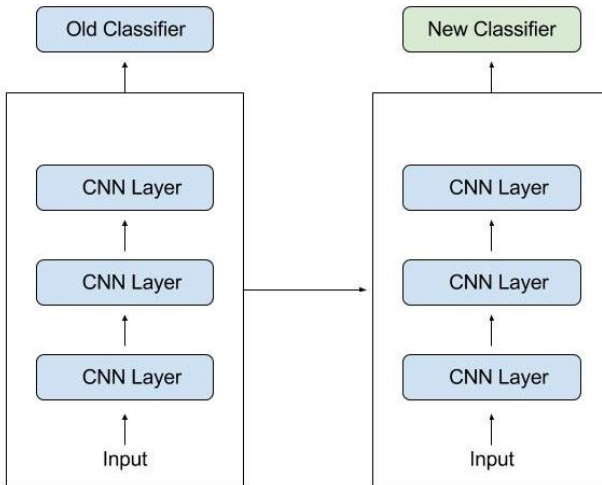 Old Classifier
CNN Layer
CNN Layer
CNN Layer
Input
New Classifier
CNN Layer
CNN Layer
CNN Layer
Input